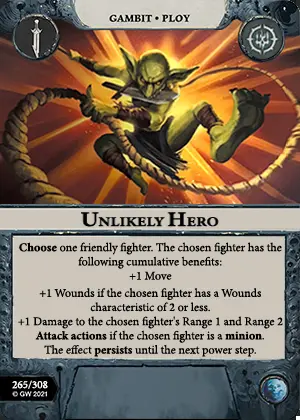 GAMBIT • PLOY
UNLIKELY HERO
Choose one friendly fighter. The chosen fighter has the
following cumulative benefits:
+1 Move
+1 Wounds if the chosen fighter has a Wounds
characteristic of 2 or less.
+1 Damage to the chosen fighter's Range 1 and Range 2
Attack actions if the chosen fighter is a minion.
The effect persists until the next power step.
265/308
© GW 2021